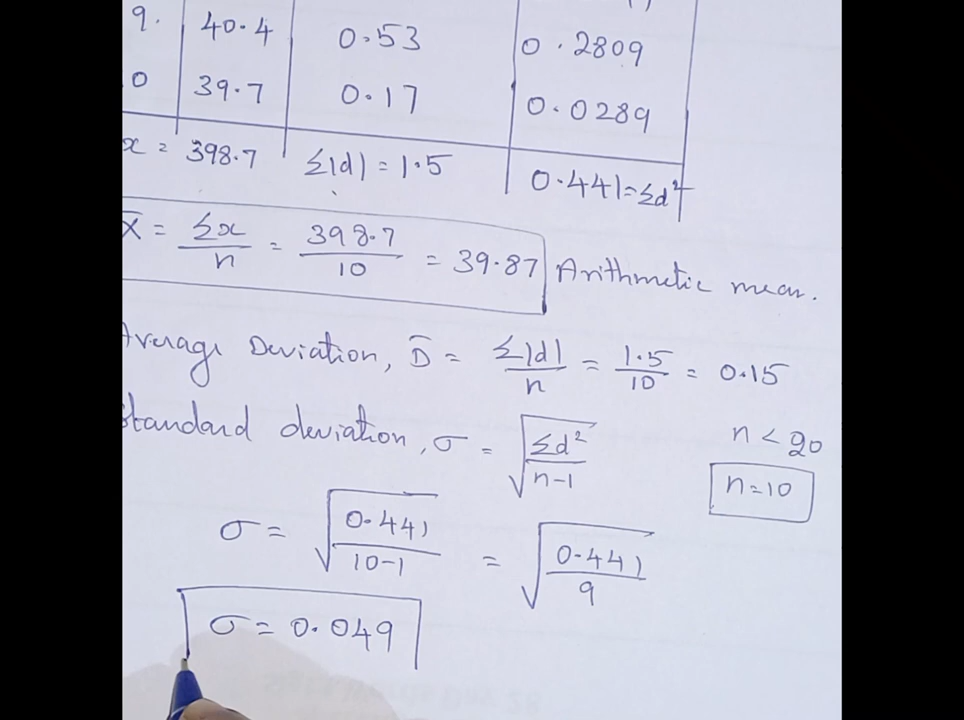 9. 40.4 0.53 0.2809
0 39.7 0.17 0.0289
x = 398.7 Σ|d| = 1.5 0.441=Σd²
X̄ = Σx/n = 398.7/10 = 39.87 Arithmetic mean.
Average Deviation, D̄ = Σ|d|/n = 1.5/10 = 0.15
Standard deviation, σ = √(Σd²/n-1) n < 20
n=10
σ = √(0.441/10-1) = √(0.441/9)
σ = 0.049